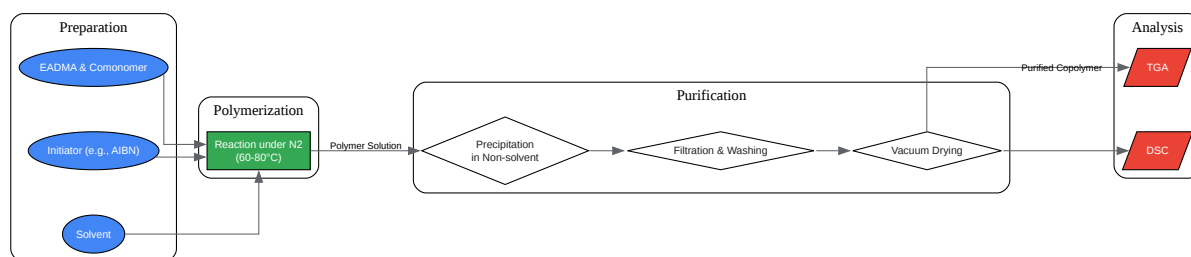 Preparation
EADMA & Comonomer
Initiator (e.g., AIBN)
Solvent
Polymerization
Reaction under N2
(60-80°C)
Polymer Solution
Purification
Precipitation
in Non-solvent
Filtration & Washing
Vacuum Drying
Purified Copolymer
Analysis
TGA
DSC